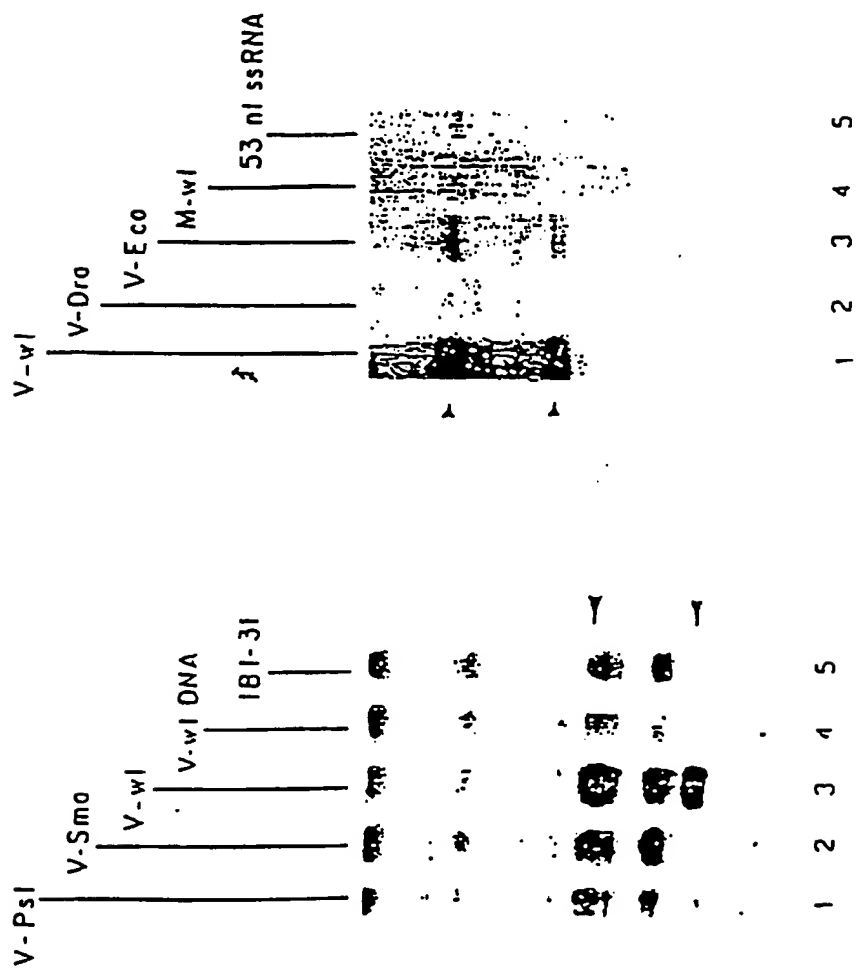 V-wl
V-Dra
V-Eco
M-wl
53 nl ssRNA
1 2 3 4 5
V-Psl
V-Sma
V-wl
V-wl DNA
181-31
1 2 3 4 5